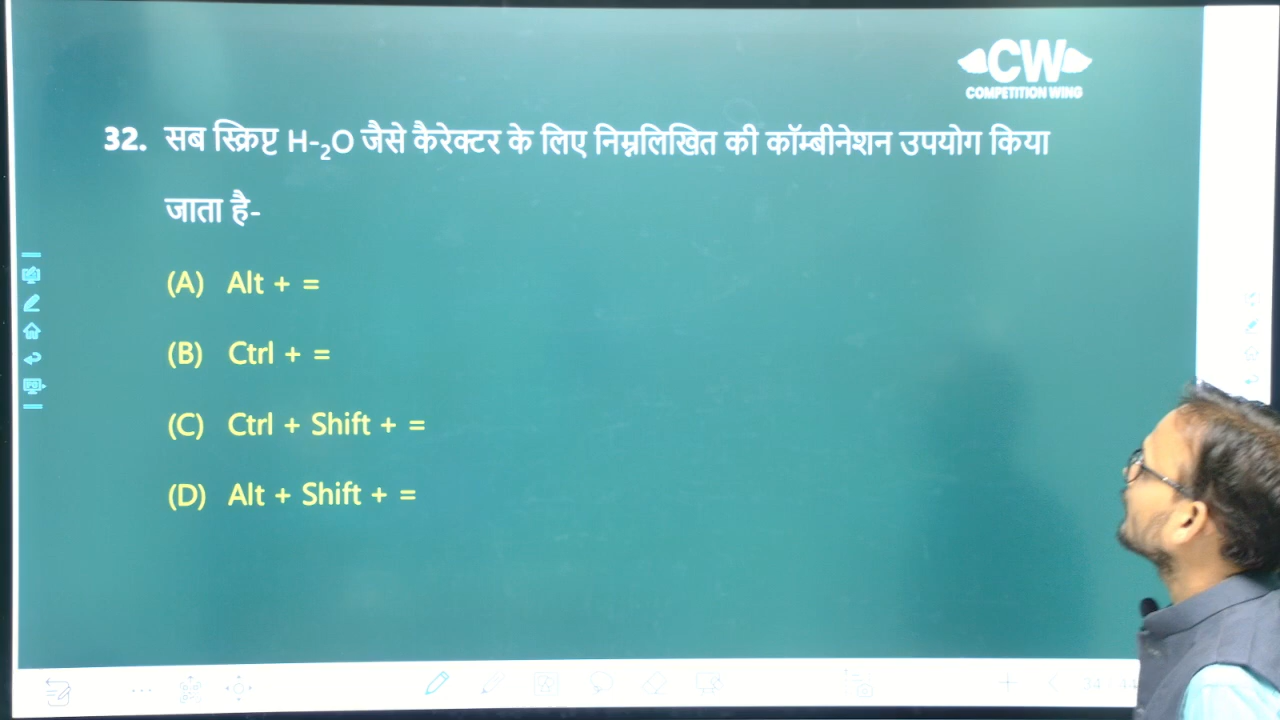 CW
COMPETITION WING
32. सब स्क्रिप्ट H-₂O जैसे कैरेक्टर के लिए निम्नलिखित की कॉम्बीनेशन उपयोग किया
जाता है-
(A) Alt + =
(B) Ctrl + =
(C) Ctrl + Shift + =
(D) Alt + Shift + =